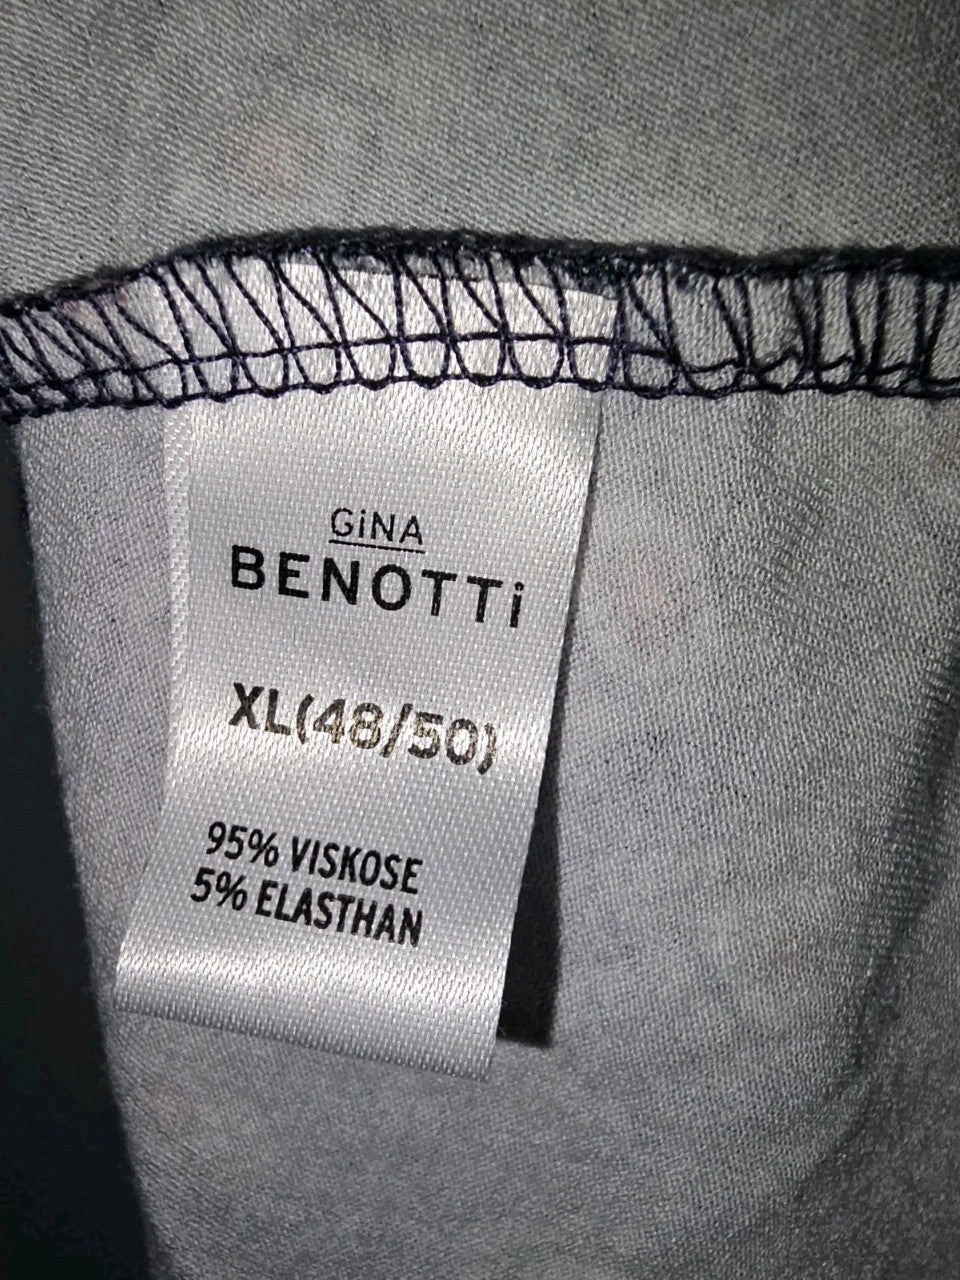 GiNA
BENOTTi
XL(48/50)
95% VISKOSE
5% ELASTHAN